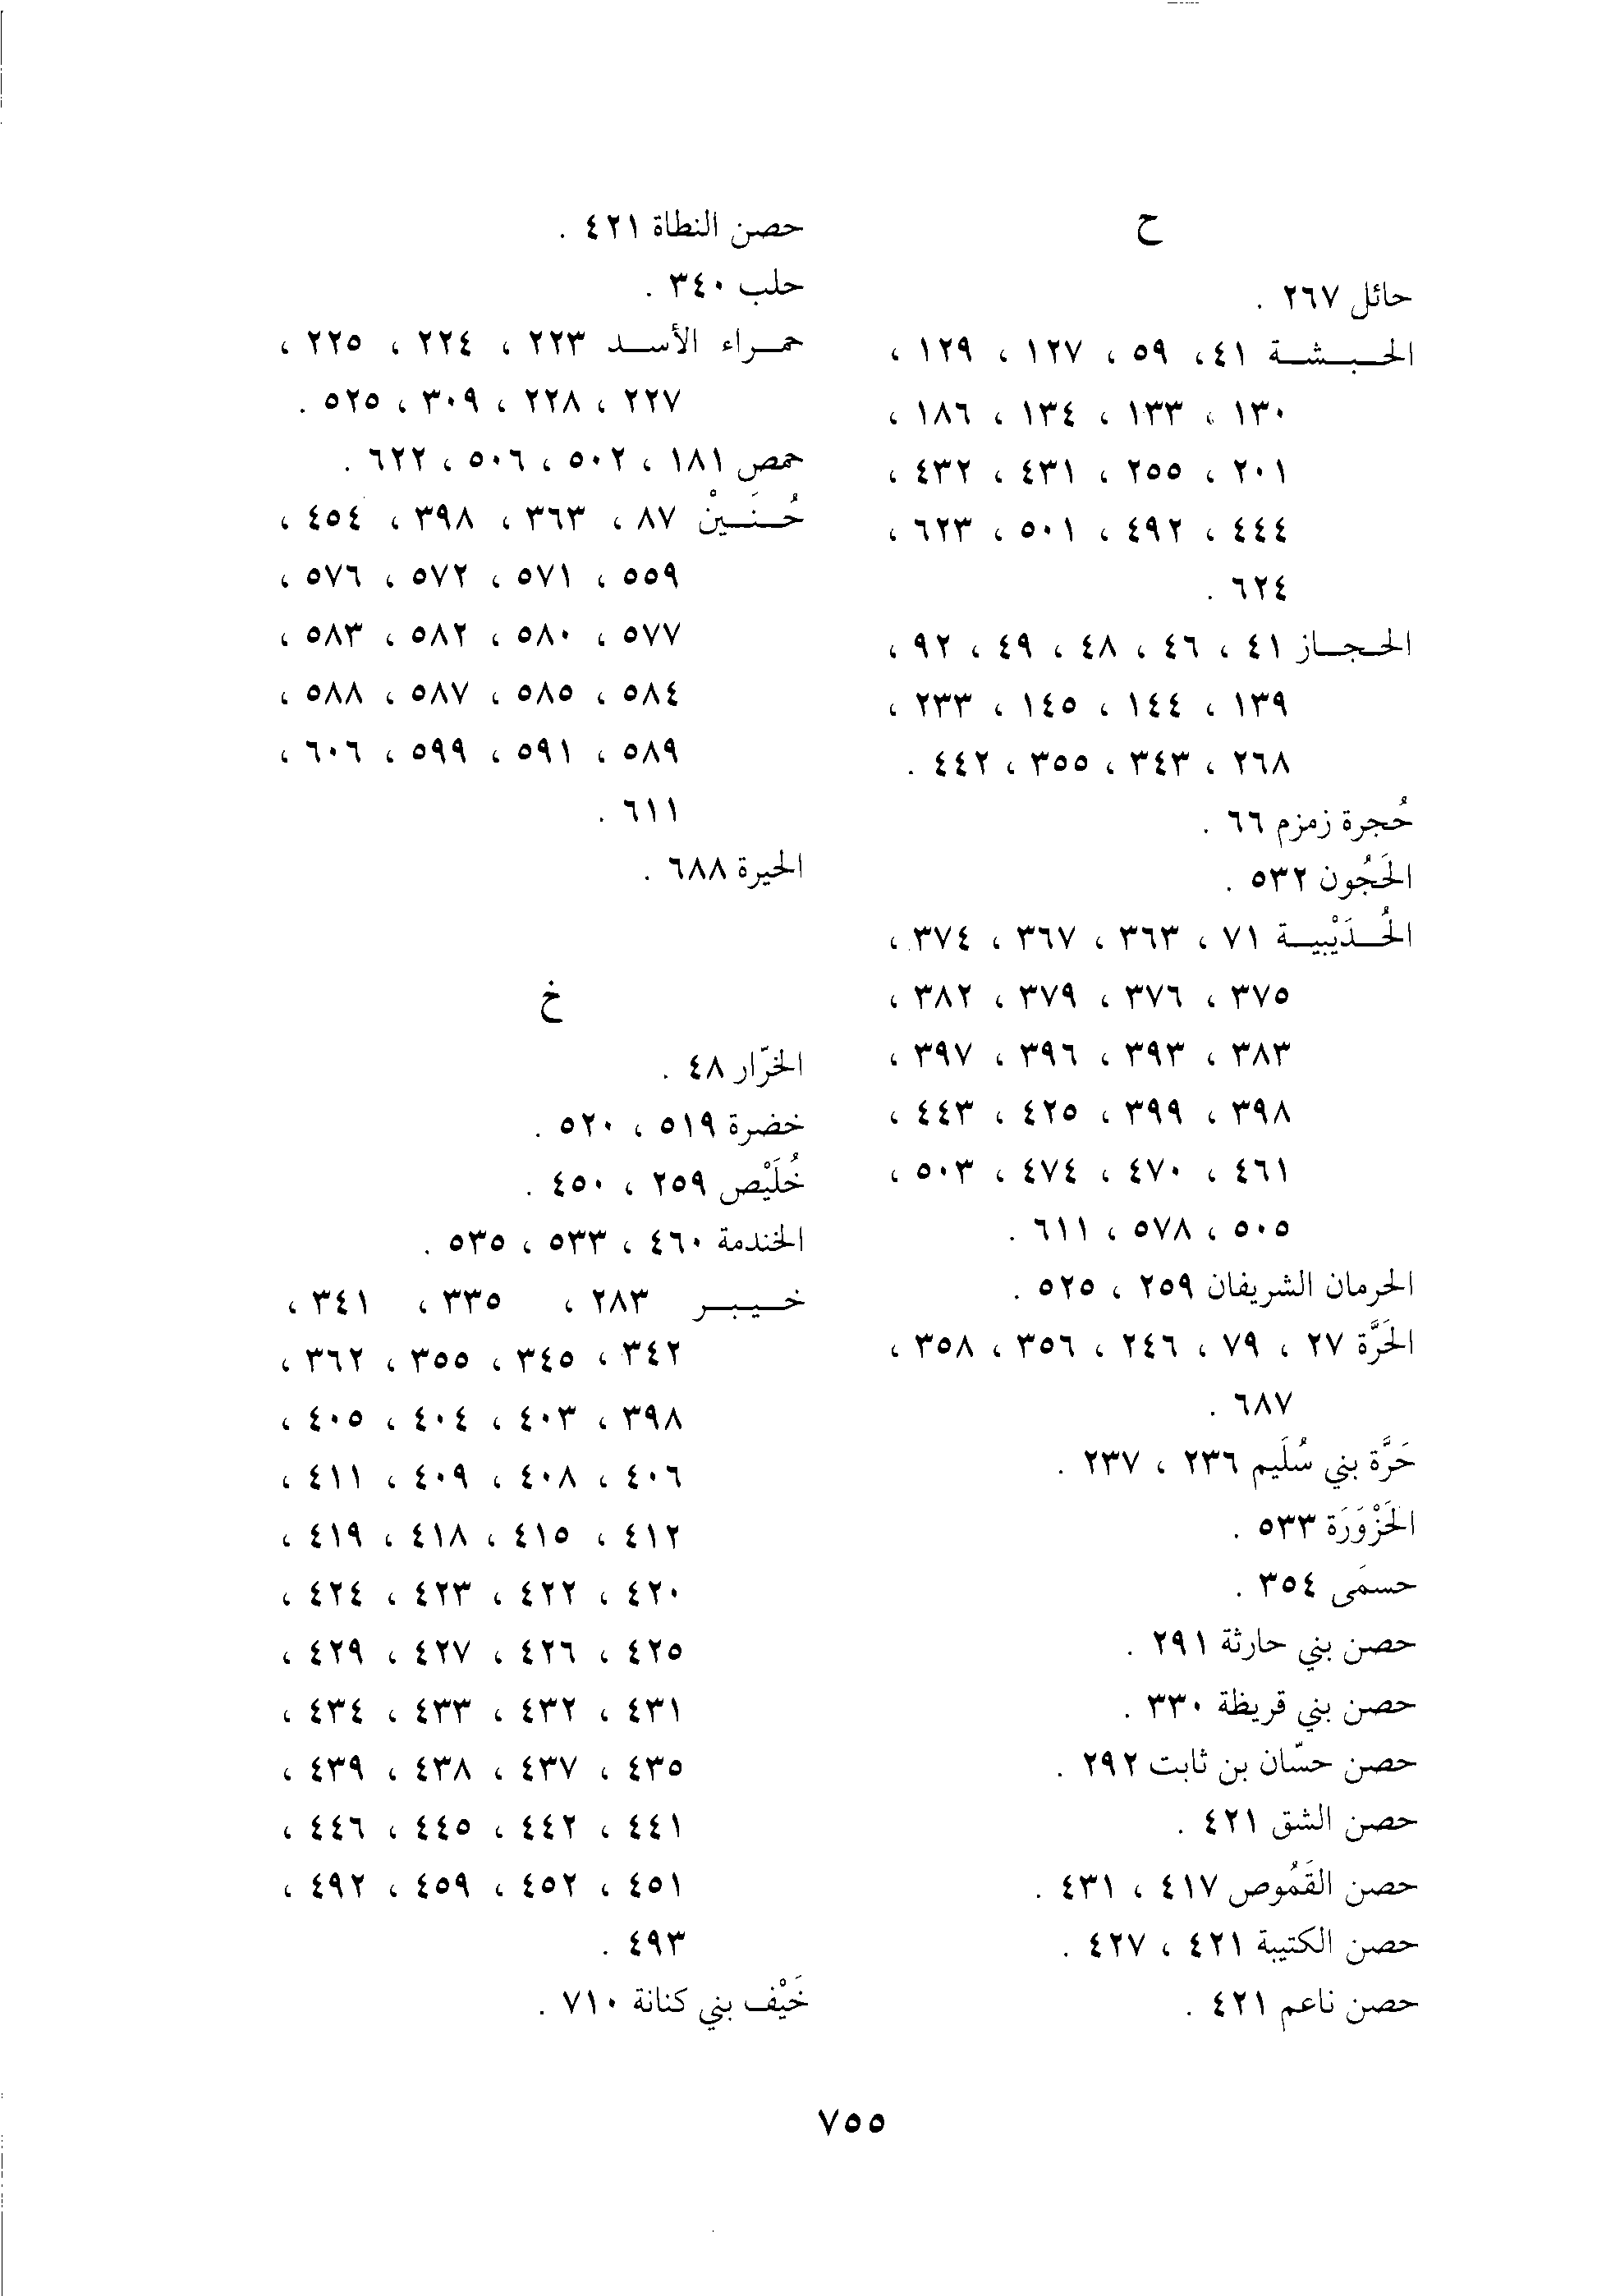 ح
حائل ٢٦٧ .
الحبـشـة ٤١ ، ٥٩ ، ١٢٧ ، ١٢٩ ،
١٣٠ ، ١٣٣ ، ١٣٤ ، ١٨٦ ،
٢٠١ ، ٢٥٥ ، ٤٣١ ، ٤٣٢ ،
٤٤٤ ، ٤٩٢ ، ٥٠١ ، ٦٢٣ ،
٦٢٤ .
الحجـاز ٤١ ، ٤٦ ، ٤٨ ، ٤٩ ، ٩٢ ،
١٣٩ ، ١٤٤ ، ١٤٥ ، ٢٣٣ ،
٢٦٨ ، ٣٤٣ ، ٣٥٥ ، ٤٤٢ .
حُجرة زمزم ٦٦ .
الحَجُون ٥٣٢ .
الحُـدَيْبيـة ٧١ ، ٣٦٣ ، ٣٦٧ ، ٣٧٤ ،
٣٧٥ ، ٣٧٦ ، ٣٧٩ ، ٣٨٢ ،
٣٨٣ ، ٣٩٣ ، ٣٩٦ ، ٣٩٧ ،
٣٩٨ ، ٣٩٩ ، ٤٢٥ ، ٤٤٣ ،
٤٦١ ، ٤٧٠ ، ٤٧٤ ، ٥٠٣ ،
٥٠٥ ، ٥٧٨ ، ٦١١ .
الحرمان الشريفان ٢٥٩ ، ٥٢٥ .
الحَرَّة ٢٧ ، ٧٩ ، ٢٤٦ ، ٣٥٦ ، ٣٥٨ ،
٦٨٧ .
حَرَّة بني سُلَيم ٢٣٦ ، ٢٣٧ .
الحَزْوَرَة ٥٣٣ .
حسمَى ٣٥٤ .
حصن بني حارثة ٢٩١ .
حصن بني قريظة ٣٣٠ .
حصن حسّان بن ثابت ٢٩٢ .
حصن الشق ٤٢١ .
حصن القَمُوص ٤١٧ ، ٤٣١ .
حصن الكتيبة ٤٢١ ، ٤٢٧ .
حصن ناعم ٤٢١ .
حصن النطاة ٤٢١ .
حلب ٣٤٠ .
حمـراء الأسـد ٢٢٣ ، ٢٢٤ ، ٢٢٥ ،
٢٢٧ ، ٢٢٨ ، ٣٠٩ ، ٥٢٥ .
حمص ١٨١ ، ٥٠٢ ، ٥٠٦ ، ٦٢٢ .
حُـنَـيْن ٨٧ ، ٣٦٣ ، ٣٩٨ ، ٤٥٤ ،
٥٥٩ ، ٥٧١ ، ٥٧٢ ، ٥٧٦ ،
٥٧٧ ، ٥٨٠ ، ٥٨٢ ، ٥٨٣ ،
٥٨٤ ، ٥٨٥ ، ٥٨٧ ، ٥٨٨ ،
٥٨٩ ، ٥٩١ ، ٥٩٩ ، ٦٠٦ ،
٦١١ .
الحيرة ٦٨٨ .
خ
الخرّار ٤٨ .
خضرة ٥١٩ ، ٥٢٠ .
خُلَيْص ٢٥٩ ، ٤٥٠ .
الخندمة ٤٦٠ ، ٥٣٣ ، ٥٣٥ .
خـيـبـر ٢٨٣ ، ٣٣٥ ، ٣٤١ ،
٣٤٢ ، ٣٤٥ ، ٣٥٥ ، ٣٦٢ ،
٣٩٨ ، ٤٠٣ ، ٤٠٤ ، ٤٠٥ ،
٤٠٦ ، ٤٠٨ ، ٤٠٩ ، ٤١١ ،
٤١٢ ، ٤١٥ ، ٤١٨ ، ٤١٩ ،
٤٢٠ ، ٤٢٢ ، ٤٢٣ ، ٤٢٤ ،
٤٢٥ ، ٤٢٦ ، ٤٢٧ ، ٤٢٩ ،
٤٣١ ، ٤٣٢ ، ٤٣٣ ، ٤٣٤ ،
٤٣٥ ، ٤٣٧ ، ٤٣٨ ، ٤٣٩ ،
٤٤١ ، ٤٤٢ ، ٤٤٥ ، ٤٤٦ ،
٤٥١ ، ٤٥٢ ، ٤٥٩ ، ٤٩٢ ،
٤٩٣ .
خَيْف بني كنانة ٧١٠ .
٧٥٥